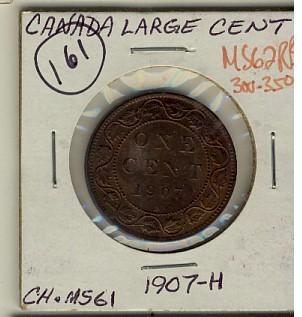 CANADA LARGE CENT
161
MS62RB
300-350
ONE
CENT
1907
1907-H
CH.MS61